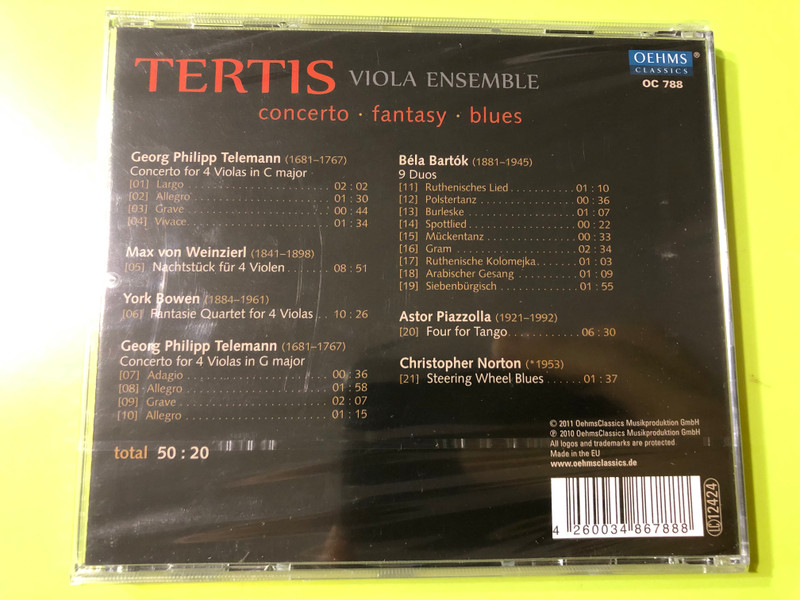 TERTIS VIOLA ENSEMBLE
concerto · fantasy · blues
OEHMS®
CLASSICS
OC 788
Georg Philipp Telemann (1681–1767)
Concerto for 4 Violas in C major
[01] Largo 02 : 02
[02] Allegro 01 : 30
[03] Grave 00 : 44
[04] Vivace 01 : 34
Max von Weinzierl (1841–1898)
[05] Nachtstück für 4 Violen 08 : 51
York Bowen (1884–1961)
[06] Fantasie Quartet for 4 Violas 10 : 26
Georg Philipp Telemann (1681–1767)
Concerto for 4 Violas in G major
[07] Adagio 00 : 36
[08] Allegro 01 : 58
[09] Grave 02 : 07
[10] Allegro 01 : 15
total 50 : 20
Béla Bartók (1881–1945)
9 Duos
[11] Ruthenisches Lied 01 : 10
[12] Polstertanz 00 : 36
[13] Burleske 01 : 07
[14] Spottlied 00 : 22
[15] Mückentanz 00 : 33
[16] Gram 02 : 34
[17] Ruthenische Kolomejka 01 : 03
[18] Arabischer Gesang 01 : 09
[19] Siebenbürgisch 01 : 55
Astor Piazzolla (1921–1992)
[20] Four for Tango 06 : 30
Christopher Norton (*1953)
[21] Steering Wheel Blues 01 : 37
© 2011 OehmsClassics Musikproduktion GmbH
℗ 2010 OehmsClassics Musikproduktion GmbH
All logos and trademarks are protected
Made in the EU
www.oehmsclassics.de
4 260034 867888
LC 12424